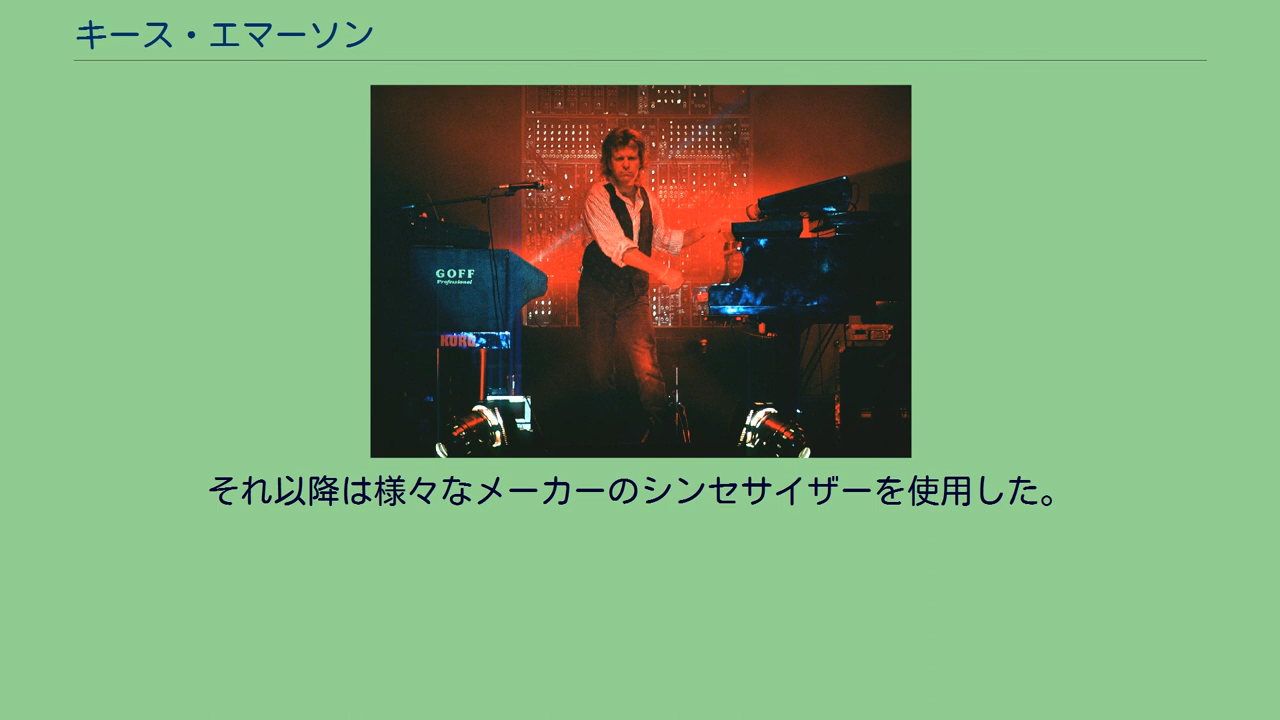 キース・エマーソン
GOFF
Professional
KORG
それ以降は様々なメーカーのシンセサイザーを使用した。